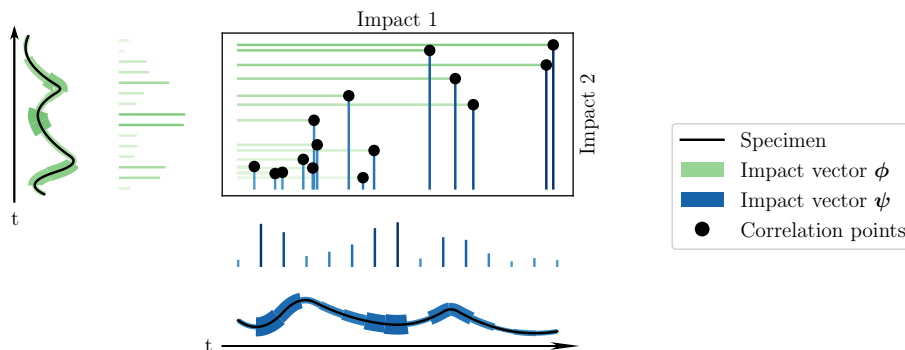 Impact 1
Impact 2
t
Specimen
Impact vector ϕ
Impact vector ψ
Correlation points
t